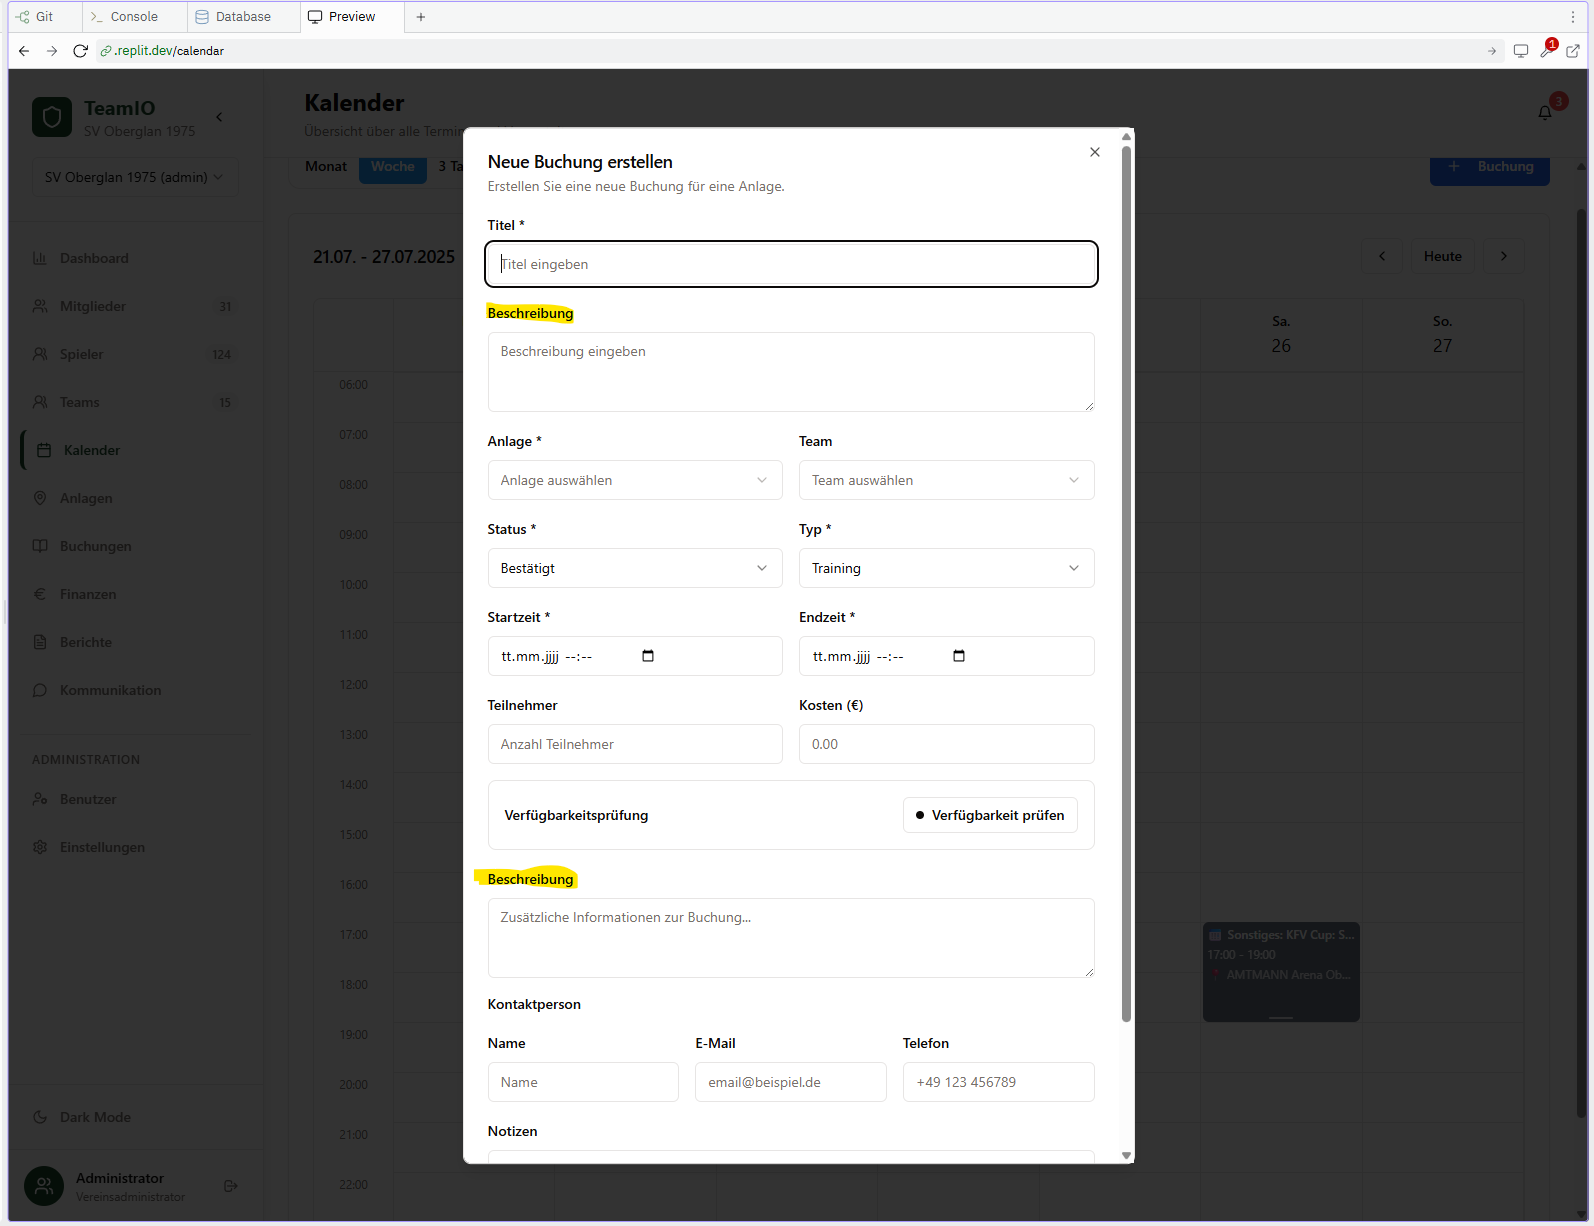 Git
Console
Database
Preview
.replit.dev/calendar
1
TeamIO
SV Oberglan 1975
SV Oberglan 1975 (admin)
Dashboard
Mitglieder 31
Spieler 124
Teams 15
Kalender
Anlagen
Buchungen
Finanzen
Berichte
Kommunikation
ADMINISTRATION
Benutzer
Einstellungen
Dark Mode
Administrator
Vereinsadministrator
Kalender
Übersicht über alle Termin
3
Monat Woche 3 Ta
Buchung
21.07. - 27.07.2025
Heute
Sa.
26
So.
27
06:00
07:00
08:00
09:00
10:00
11:00
12:00
13:00
14:00
15:00
16:00
17:00
18:00
19:00
20:00
21:00
22:00
Sonstiges: KFV Cup: S...
17:00 - 19:00
AMTMANN Arena Ob...
Neue Buchung erstellen
Erstellen Sie eine neue Buchung für eine Anlage.
Titel *
Titel eingeben
Beschreibung
Beschreibung eingeben
Anlage * Team
Anlage auswählen Team auswählen
Status * Typ *
Bestätigt Training
Startzeit * Endzeit *
tt.mm.jjjj --:-- tt.mm.jjjj --:--
Teilnehmer Kosten (€)
Anzahl Teilnehmer 0.00
Verfügbarkeitsprüfung Verfügbarkeit prüfen
Beschreibung
Zusätzliche Informationen zur Buchung...
Kontaktperson
Name E-Mail Telefon
Name email@beispiel.de +49 123 456789
Notizen